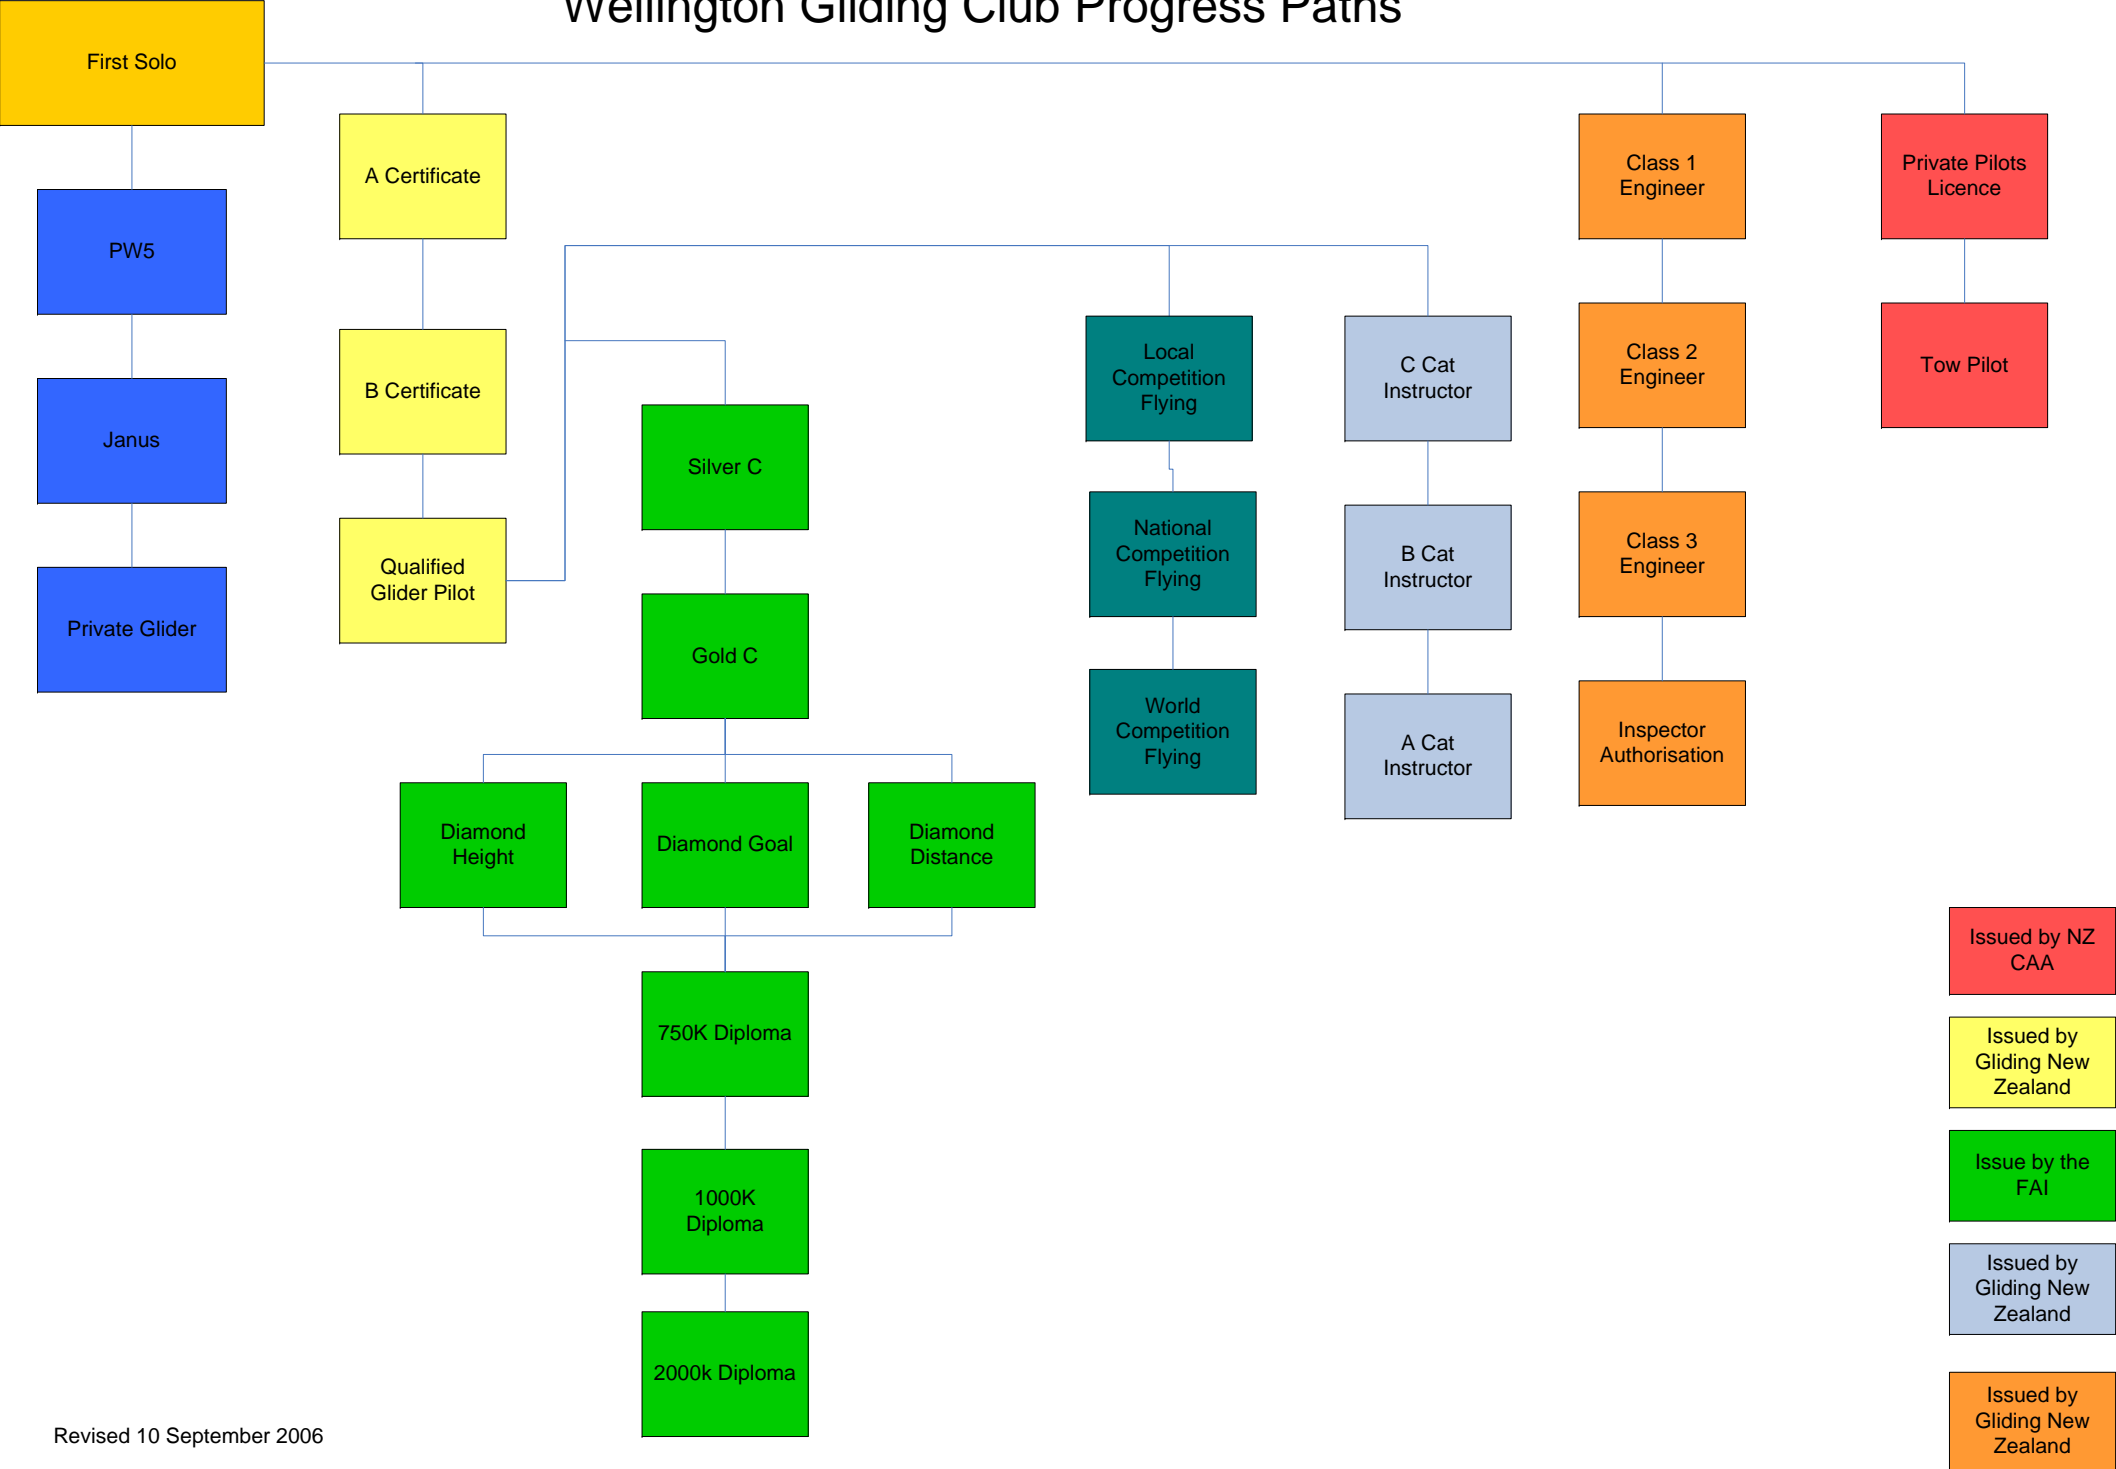 Wellington Gliding Club Progress Paths
First Solo
PW5
Janus
Private Glider
A Certificate
B Certificate
Qualified
Glider Pilot
Silver C
Gold C
Diamond
Height
Diamond Goal
Diamond
Distance
750K Diploma
1000K
Diploma
2000k Diploma
Local
Competition
Flying
National
Competition
Flying
World
Competition
Flying
C Cat
Instructor
B Cat
Instructor
A Cat
Instructor
Class 1
Engineer
Class 2
Engineer
Class 3
Engineer
Inspector
Authorisation
Private Pilots
Licence
Tow Pilot
Issued by NZ
CAA
Issued by
Gliding New
Zealand
Issue by the
FAI
Issued by
Gliding New
Zealand
Issued by
Gliding New
Zealand
Revised 10 September 2006